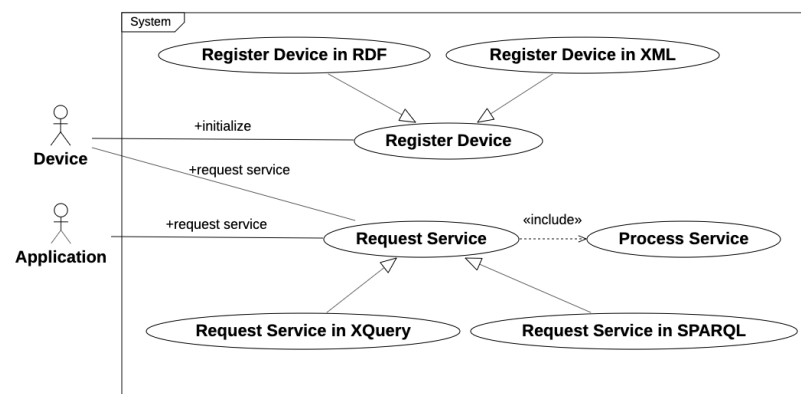 System
Register Device in RDF
Register Device in XML
+initialize
Register Device
Device
+request service
+request service
«include»
Request Service
Process Service
Application
Request Service in XQuery
Request Service in SPARQL